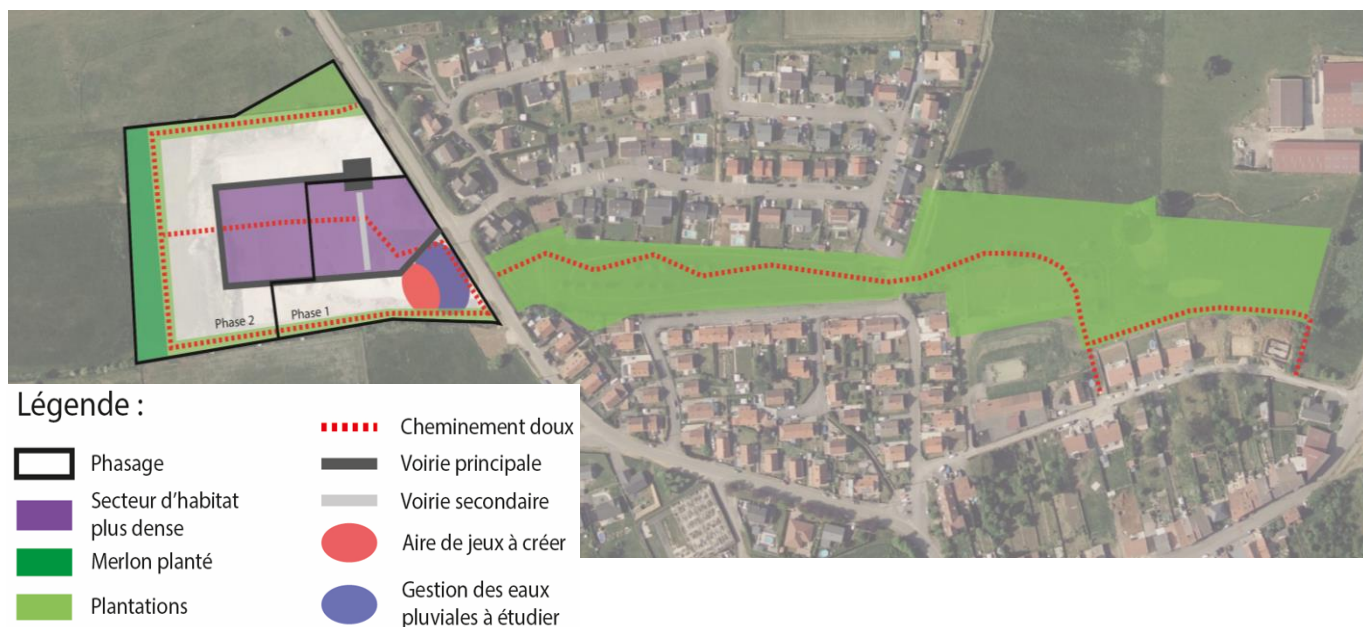 Phase 2
Phase 1
Légende :
Phasage
Secteur d'habitat
plus dense
Merlon planté
Plantations
Cheminement doux
Voirie principale
Voirie secondaire
Aire de jeux à créer
Gestion des eaux
pluviales à étudier